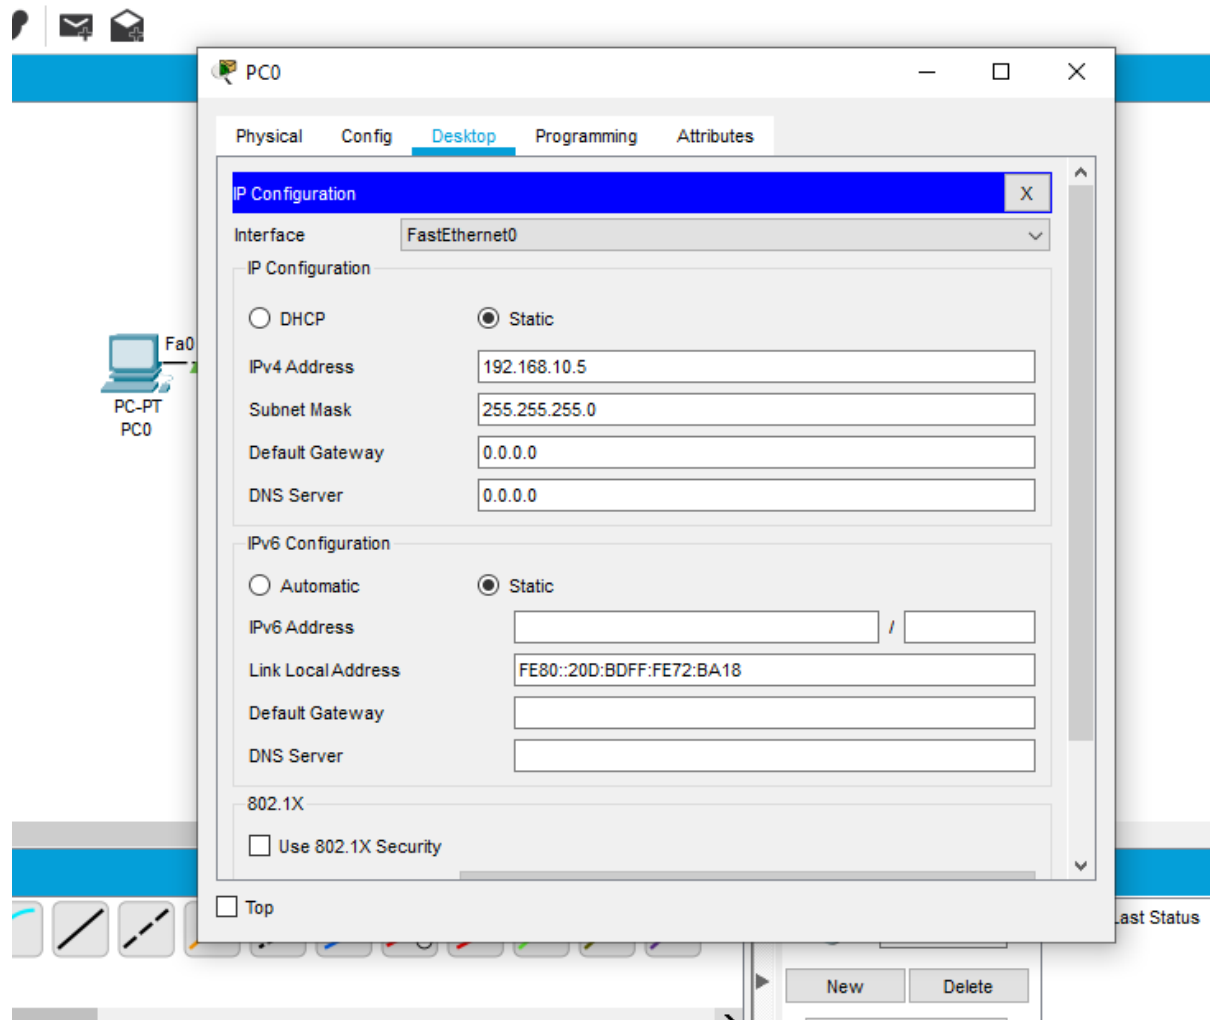 PC0
Physical Config Desktop Programming Attributes
IP Configuration X
Interface FastEthernet0
IP Configuration
DHCP Static
IPv4 Address 192.168.10.5
Subnet Mask 255.255.255.0
Default Gateway 0.0.0.0
DNS Server 0.0.0.0
IPv6 Configuration
Automatic Static
IPv6 Address /
Link Local Address FE80::20D:BDFF:FE72:BA18
Default Gateway
DNS Server
802.1X
Use 802.1X Security
Top
Fa0
PC-PT
PC0
Last Status
New Delete